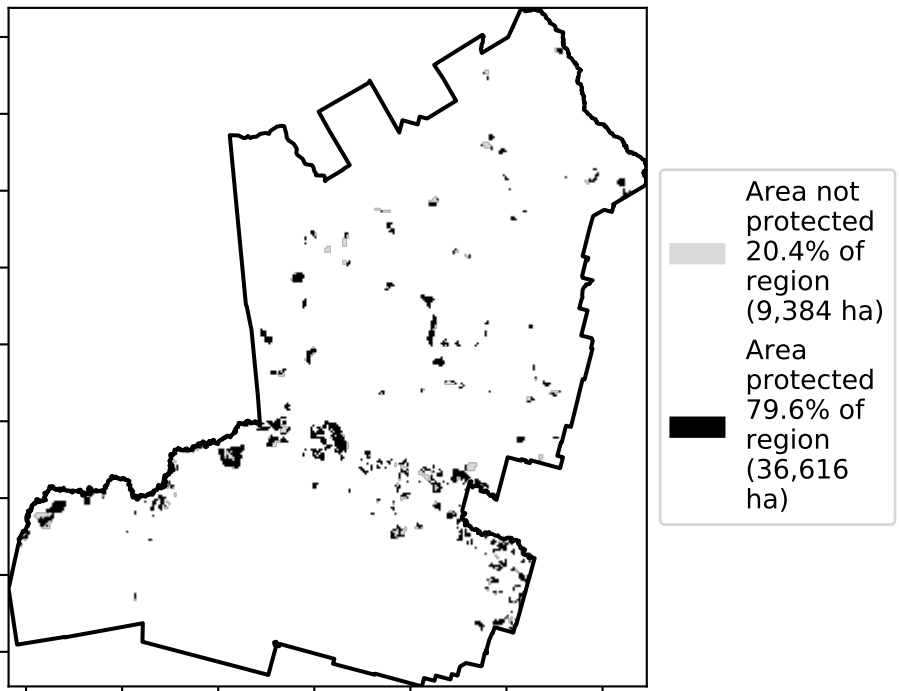 Area not
protected
20.4% of
region
(9,384 ha)
Area
protected
79.6% of
region
(36,616
ha)